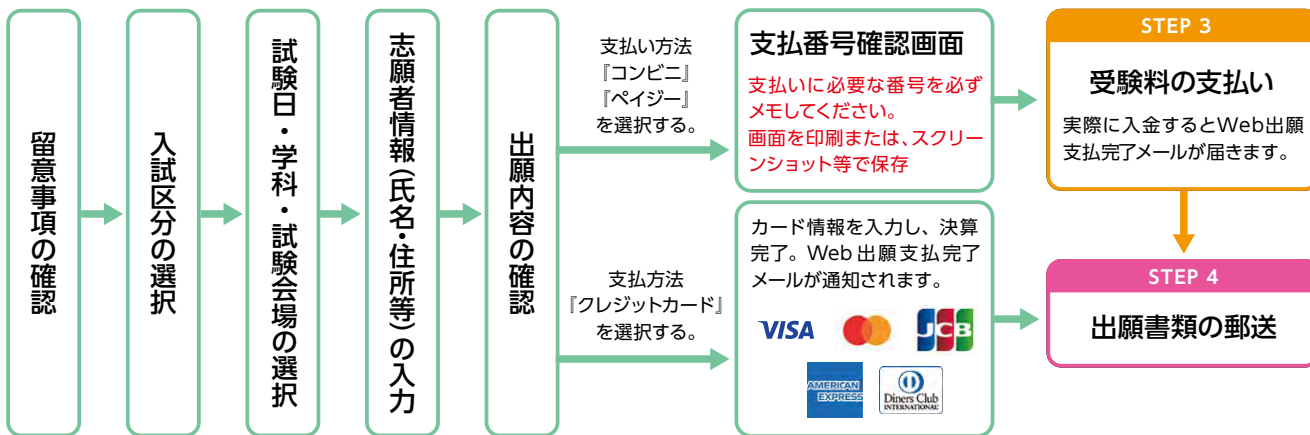 留意事項の確認
入試区分の選択
試験日・学科・試験会場の選択
志願者情報(氏名・住所等)の入力
出願内容の確認
支払い方法
『コンビニ』
『ペイジー』
を選択する。
支払番号確認画面
支払いに必要な番号を必ず
メモしてください。
画面を印刷または、スクリー
ンショット等で保存
STEP 3
受験料の支払い
実際に入金するとWeb出願
支払完了メールが届きます。
支払方法
『クレジットカード』
を選択する。
カード情報を入力し、決算
完了。Web出願支払完了
メールが通知されます。
VISA
JCB
AMERICAN
EXPRESS
Diners Club
INTERNATIONAL
STEP 4
出願書類の郵送